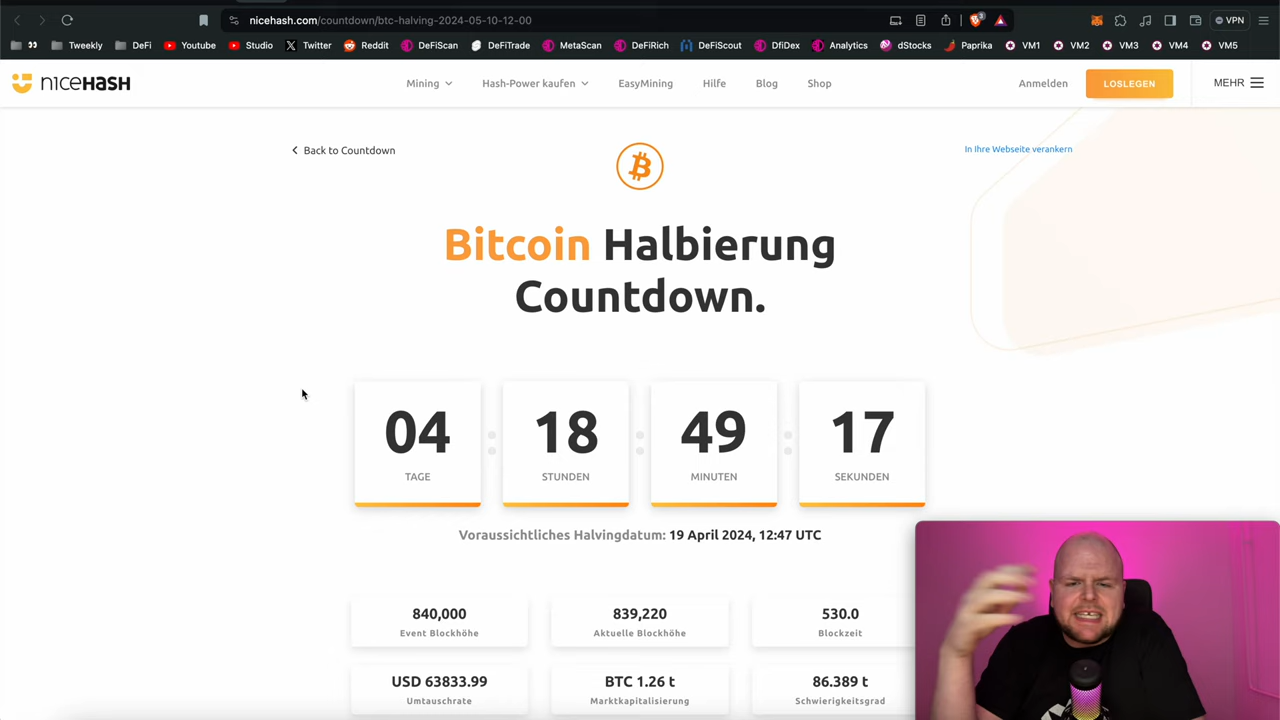 nicehash.com/countdown/btc-halving-2024-05-10-12-00
3
VPN
Tweekly
DeFi
Youtube
Studio
Twitter
Reddit
DeFiScan
DeFiTrade
MetaScan
DeFiRich
DeFiScout
DfiDex
Analytics
dStocks
Paprika
VM1
VM2
VM3
VM4
VM5
niceHASH
Mining
Hash-Power kaufen
EasyMining
Hilfe
Blog
Shop
Anmelden
LOSLEGEN
MEHR
Back to Countdown
In Ihre Webseite verankern
Bitcoin Halbierung
Countdown.
04
18
49
17
TAGE
STUNDEN
MINUTEN
SEKUNDEN
Voraussichtliches Halvingdatum: 19 April 2024, 12:47 UTC
840,000
Event Blockhöhe
839,220
Aktuelle Blockhöhe
530.0
Blockzeit
USD 63833.99
Umtauschrate
BTC 1.26 t
Marktkapitalisierung
86.389 t
Schwierigkeitsgrad